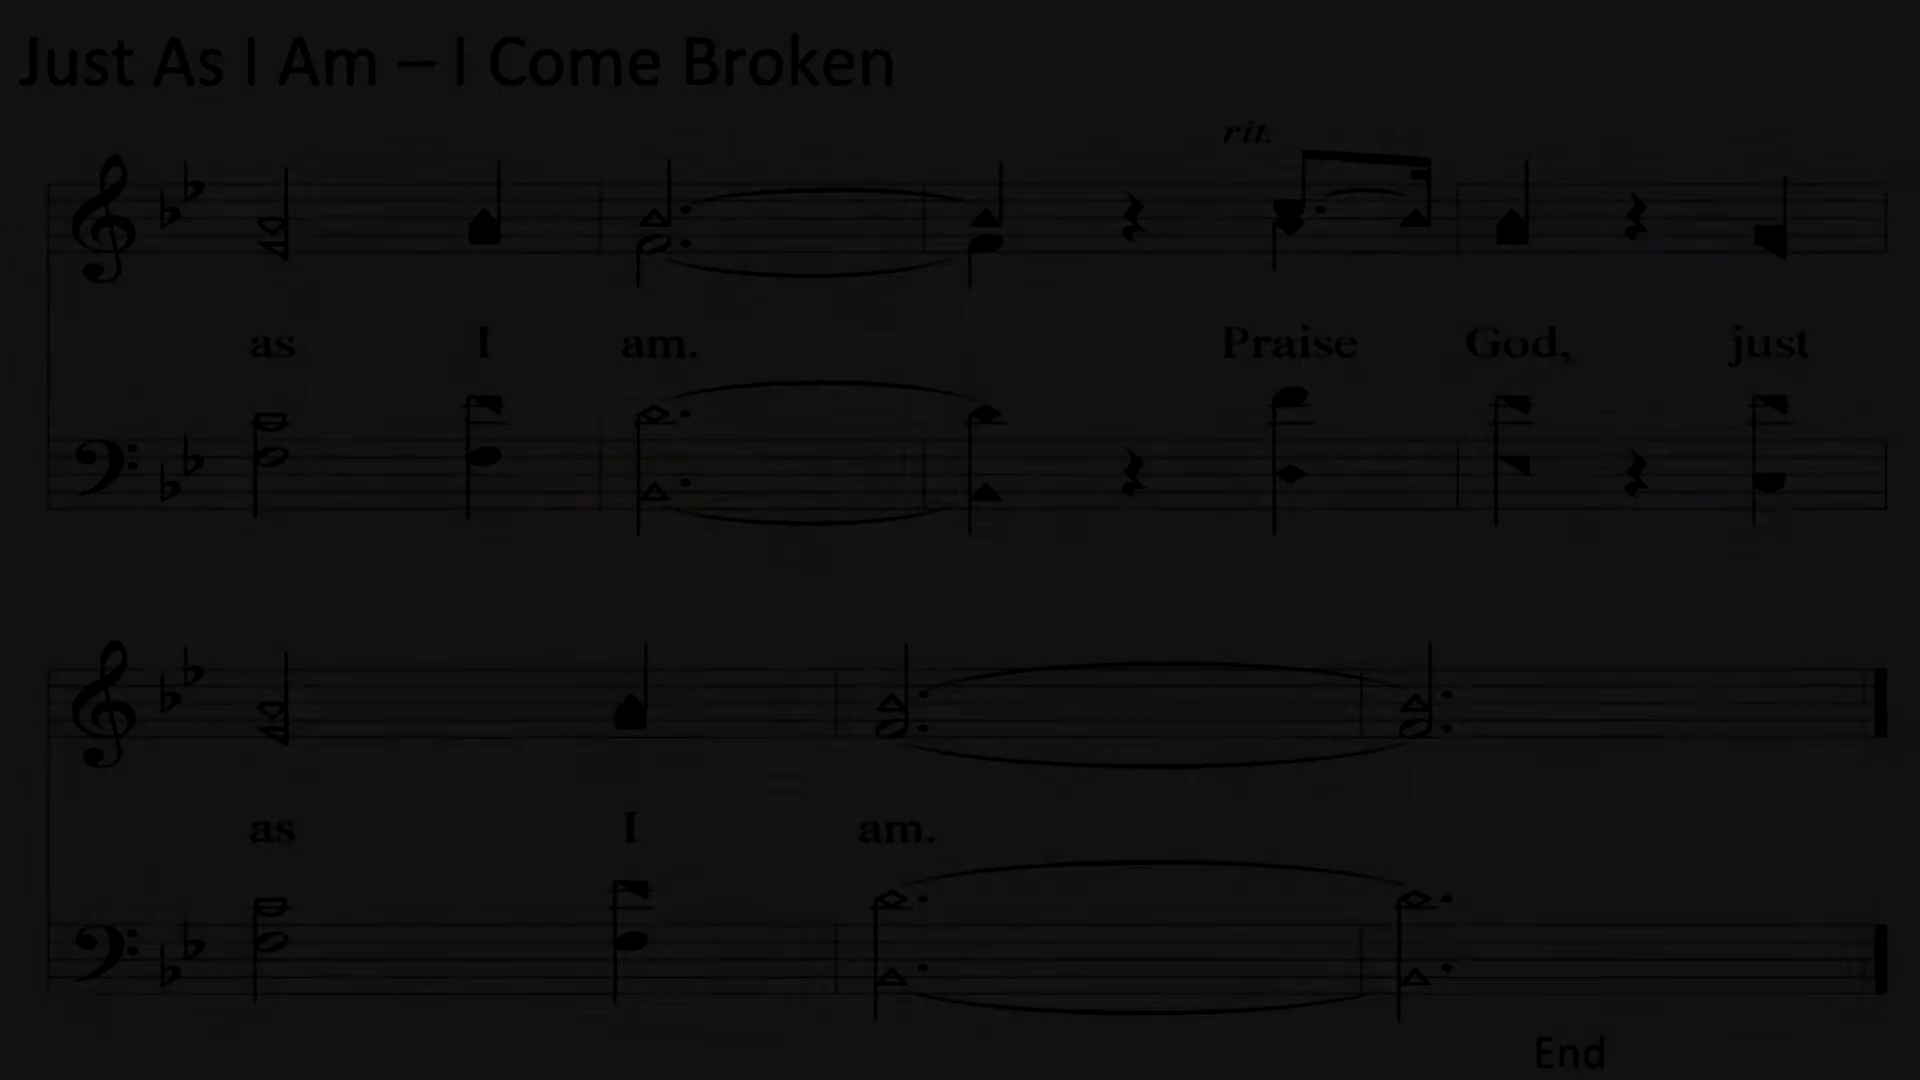 Just As I Am – I Come Broken
rit.
as I am. Praise God, just
as I am.
End